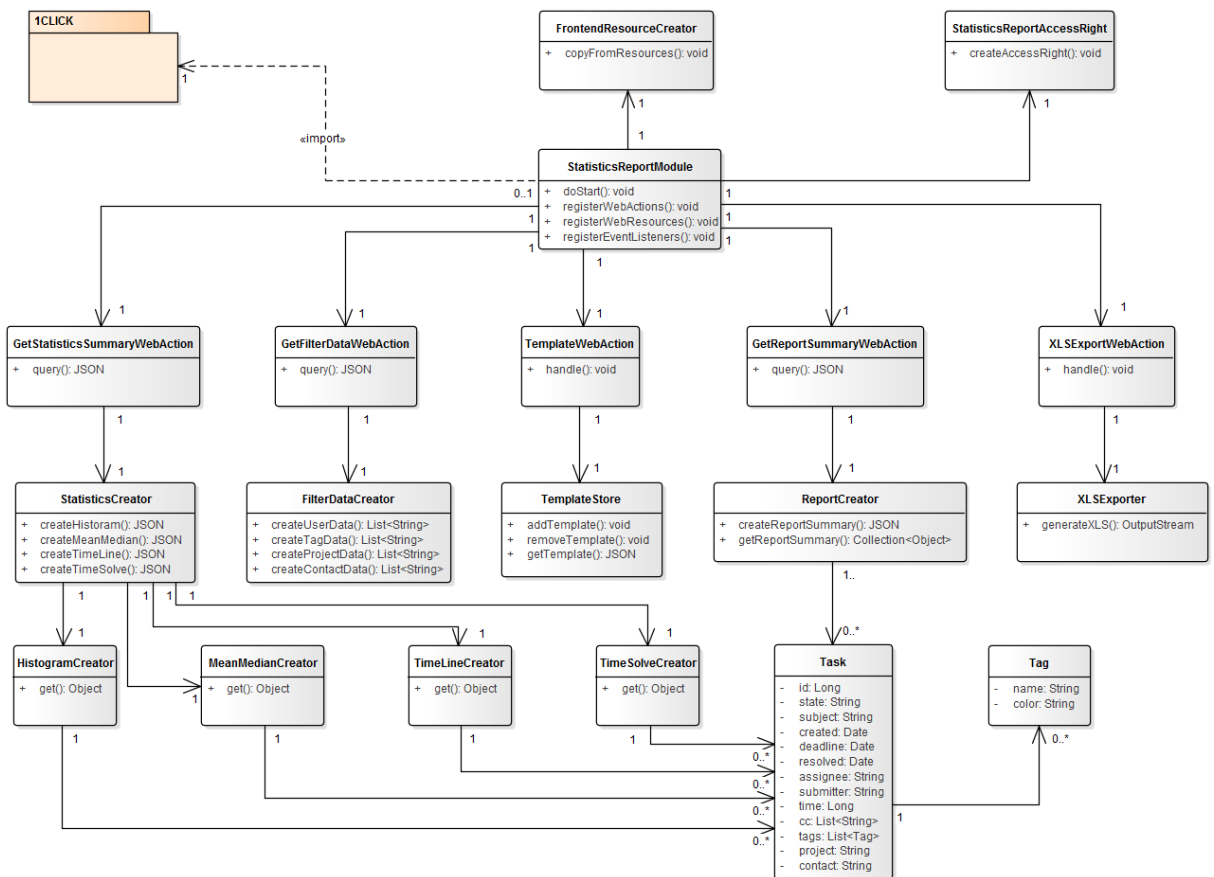 1CLICK
FrontendResourceCreator
+ copyFromResources(): void
StatisticsReportAccessRight
+ createAccessRight(): void
1
1
1
«import»
1
StatisticsReportModule
+ doStart(): void
+ registerWebActions(): void
+ registerWebResources(): void
+ registerEventListeners(): void
0..1
1
1
1
1
1
1
1
1
1
1
1
GetStatisticsSummaryWebAction
+ query(): JSON
GetFilterDataWebAction
+ query(): JSON
TemplateWebAction
+ handle(): void
GetReportSummaryWebAction
+ query(): JSON
XLSExportWebAction
+ handle(): void
1
1
1
1
1
1
1
1
1
1
StatisticsCreator
+ createHistoram(): JSON
+ createMeanMedian(): JSON
+ createTimeLine(): JSON
+ createTimeSolve(): JSON
FilterDataCreator
+ createUserData(): List<String>
+ createTagData(): List<String>
+ createProjectData(): List<String>
+ createContactData(): List<String>
TemplateStore
+ addTemplate(): void
+ removeTemplate(): void
+ getTemplate(): JSON
ReportCreator
+ createReportSummary(): JSON
+ getReportSummary(): Collection<Object>
XLSExporter
+ generateXLS(): OutputStream
1
1
1
1
1..
1
1
1
1
0..*
HistogramCreator
+ get(): Object
MeanMedianCreator
+ get(): Object
TimeLineCreator
+ get(): Object
TimeSolveCreator
+ get(): Object
Task
- id: Long
- state: String
- subject: String
- created: Date
- deadline: Date
- resolved: Date
- assignee: String
- submitter: String
- time: Long
- cc: List<String>
- tags: List<Tag>
- project: String
- contact: String
Tag
- name: String
- color: String
1
1
1
1
0..*
0..*
0..*
0..*
1
0..*